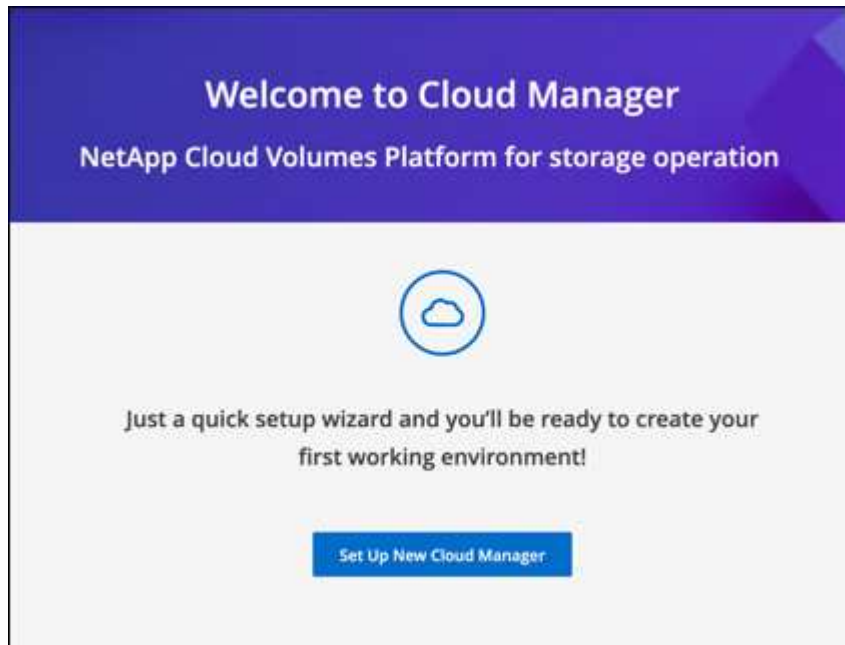 Welcome to Cloud Manager
NetApp Cloud Volumes Platform for storage operation
Just a quick setup wizard and you'll be ready to create your
first working environment!
Set Up New Cloud Manager